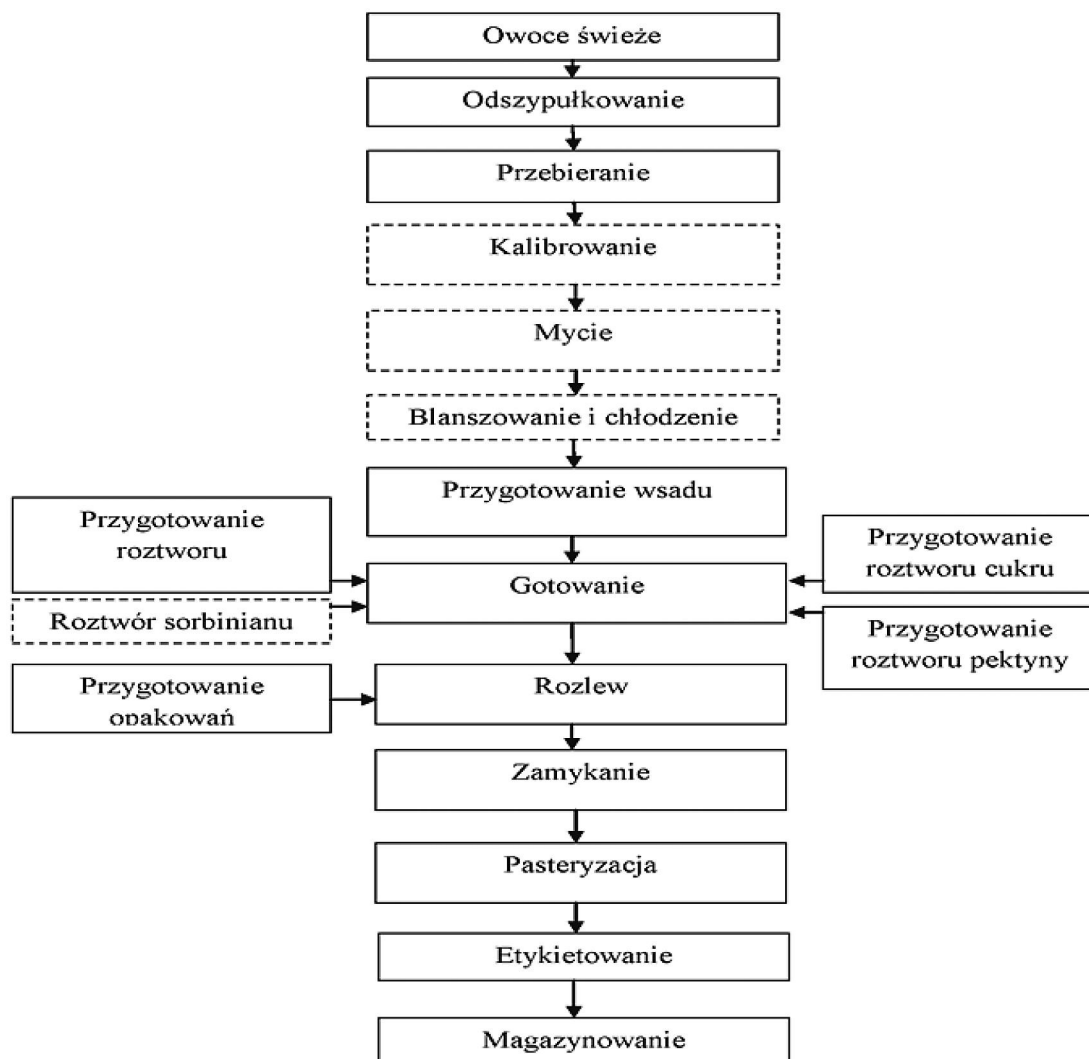 Owoce świeże
Odszypułkowanie
Przebieranie
Kalibrowanie
Mycie
Blanszowanie i chłodzenie
Przygotowanie wsadu
Przygotowanie
roztworu
Przygotowanie
roztworu cukru
Gotowanie
Roztwór sorbinianu
Przygotowanie
roztworu pektyny
Przygotowanie
opakowań
Rozlew
Zamykanie
Pasteryzacja
Etykietowanie
Magazynowanie